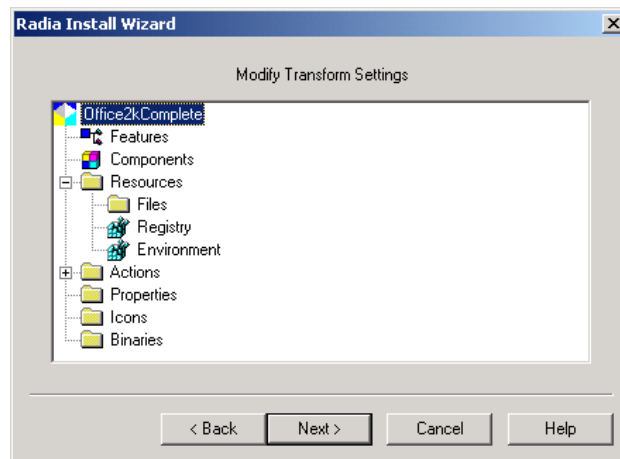 Radia Install Wizard
Modify Transform Settings
Office2kComplete
Features
Components
Resources
Files
Registry
Environment
Actions
Properties
Icons
Binaries
< Back Next > Cancel Help